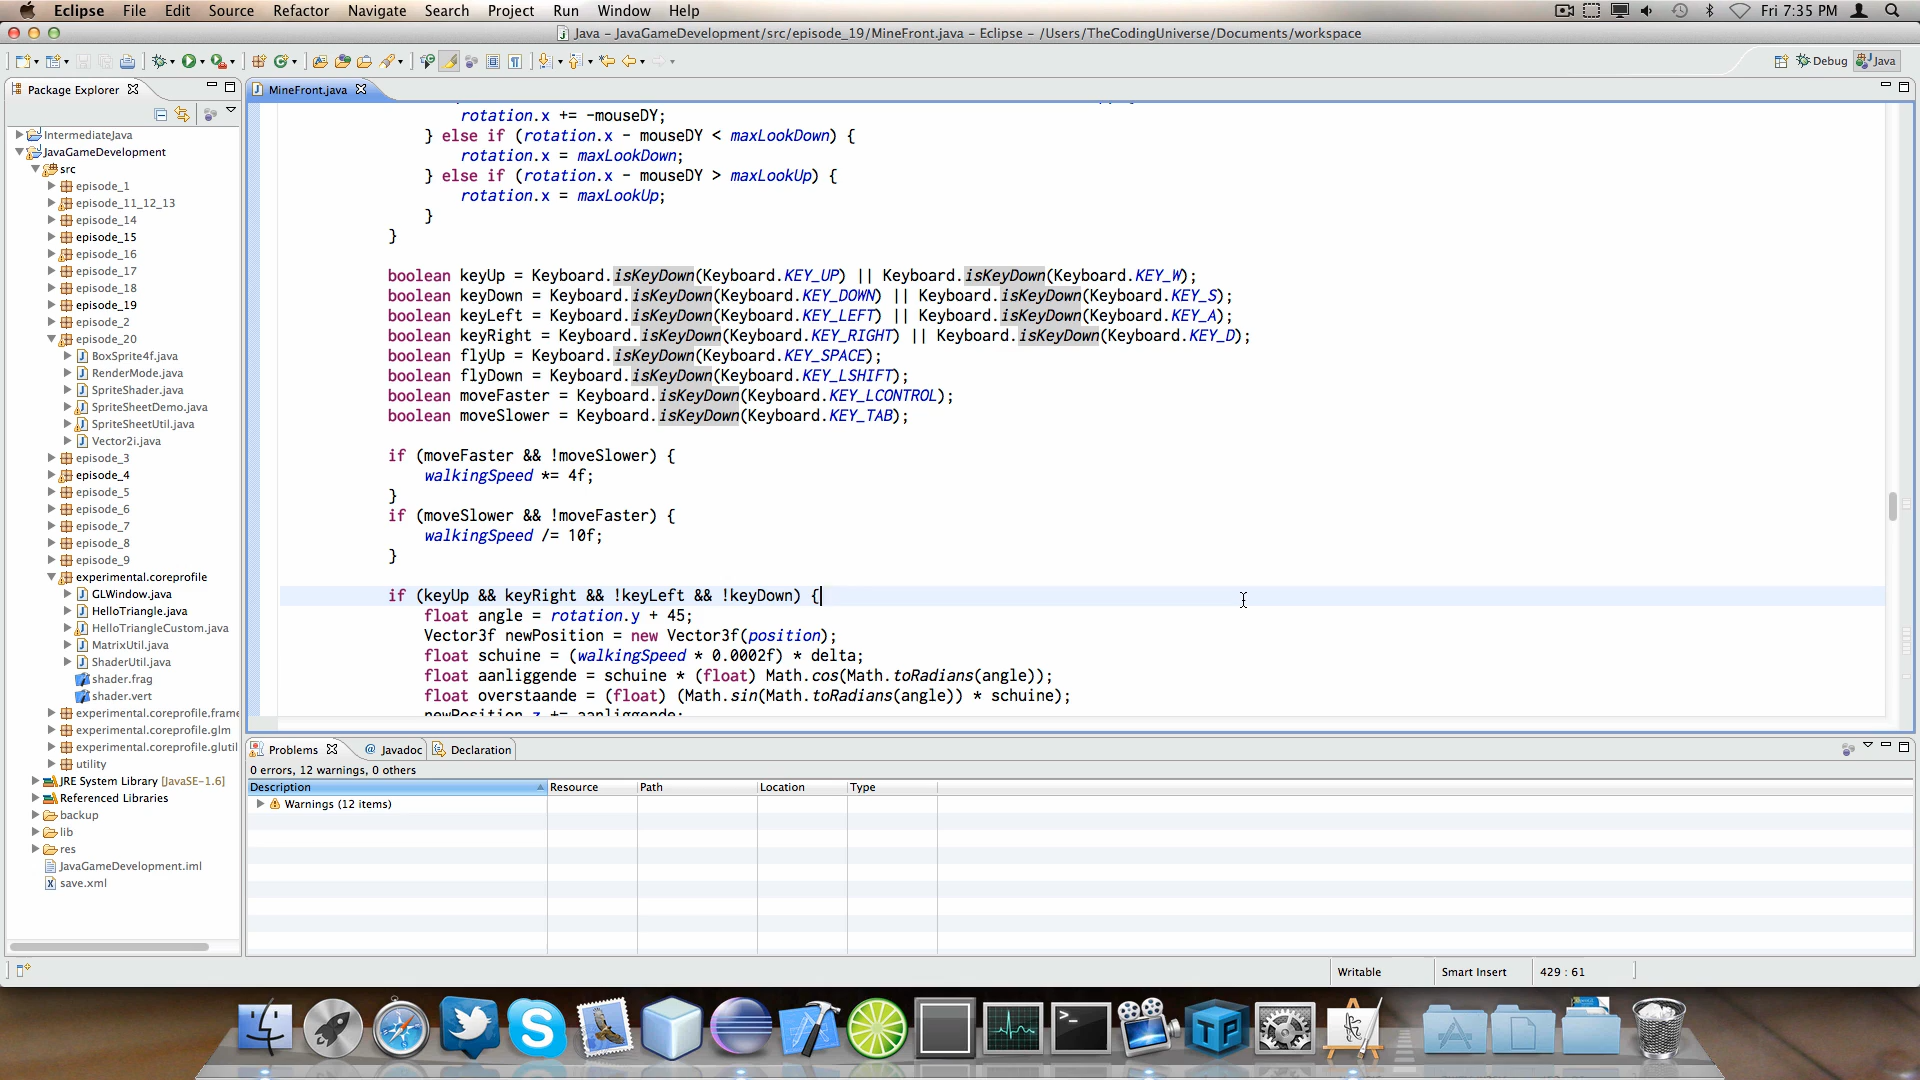 Eclipse File Edit Source Refactor Navigate Search Project Run Window Help Fri 7:35 PM
Java – JavaGameDevelopment/src/episode_19/MineFront.java – Eclipse – /Users/TheCodingUniverse/Documents/workspace
Debug Java
Package Explorer
IntermediateJava
JavaGameDevelopment
src
episode_1
episode_11_12_13
episode_14
episode_15
episode_16
episode_17
episode_18
episode_19
episode_2
episode_20
BoxSprite4f.java
RenderMode.java
SpriteShader.java
SpriteSheetDemo.java
SpriteSheetUtil.java
Vector2i.java
episode_3
episode_4
episode_5
episode_6
episode_7
episode_8
episode_9
experimental.coreprofile
GLWindow.java
HelloTriangle.java
HelloTriangleCustom.java
MatrixUtil.java
ShaderUtil.java
shader.frag
shader.vert
experimental.coreprofile.frame
experimental.coreprofile.glm
experimental.coreprofile.glutil
utility
JRE System Library [JavaSE-1.6]
Referenced Libraries
backup
lib
res
JavaGameDevelopment.iml
save.xml
MineFront.java
rotation.x += -mouseDY;
} else if (rotation.x - mouseDY < maxLookDown) {
rotation.x = maxLookDown;
} else if (rotation.x - mouseDY > maxLookUp) {
rotation.x = maxLookUp;
}
}
boolean keyUp = Keyboard.isKeyDown(Keyboard.KEY_UP) || Keyboard.isKeyDown(Keyboard.KEY_W);
boolean keyDown = Keyboard.isKeyDown(Keyboard.KEY_DOWN) || Keyboard.isKeyDown(Keyboard.KEY_S);
boolean keyLeft = Keyboard.isKeyDown(Keyboard.KEY_LEFT) || Keyboard.isKeyDown(Keyboard.KEY_A);
boolean keyRight = Keyboard.isKeyDown(Keyboard.KEY_RIGHT) || Keyboard.isKeyDown(Keyboard.KEY_D);
boolean flyUp = Keyboard.isKeyDown(Keyboard.KEY_SPACE);
boolean flyDown = Keyboard.isKeyDown(Keyboard.KEY_LSHIFT);
boolean moveFaster = Keyboard.isKeyDown(Keyboard.KEY_LCONTROL);
boolean moveSlower = Keyboard.isKeyDown(Keyboard.KEY_TAB);
if (moveFaster && !moveSlower) {
walkingSpeed *= 4f;
}
if (moveSlower && !moveFaster) {
walkingSpeed /= 10f;
}
if (keyUp && keyRight && !keyLeft && !keyDown) {
float angle = rotation.y + 45;
Vector3f newPosition = new Vector3f(position);
float schuine = (walkingSpeed * 0.0002f) * delta;
float aanliggende = schuine * (float) Math.cos(Math.toRadians(angle));
float overstaande = (float) (Math.sin(Math.toRadians(angle)) * schuine);
newPosition.z += aanliggende;
Problems @ Javadoc Declaration
0 errors, 12 warnings, 0 others
Description Resource Path Location Type
Warnings (12 items)
Writable Smart Insert 429 : 61
TP